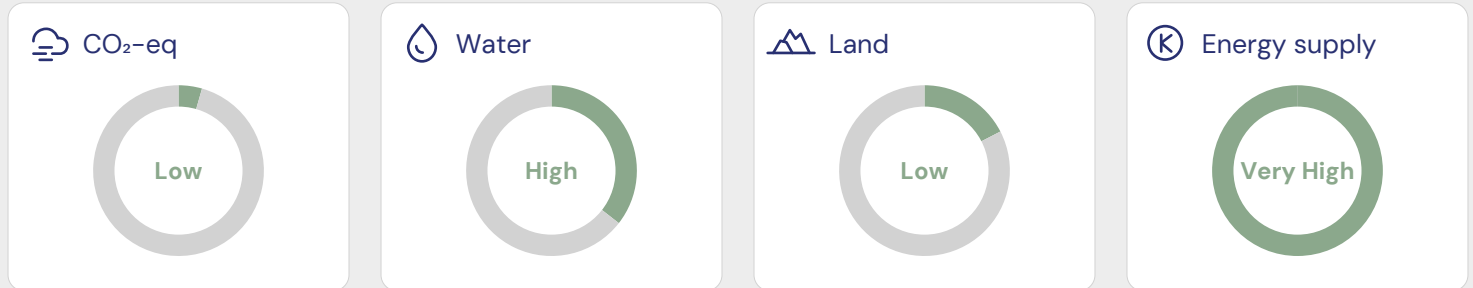 CO₂-eq
Low
Water
High
Land
Low
Energy supply
Very High